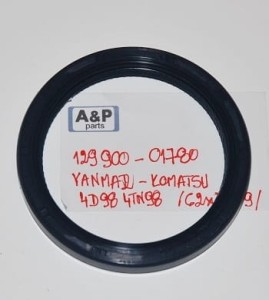 A&P
parts
129900-01780
YANMAR-KOMATSU
4D98 4TN98